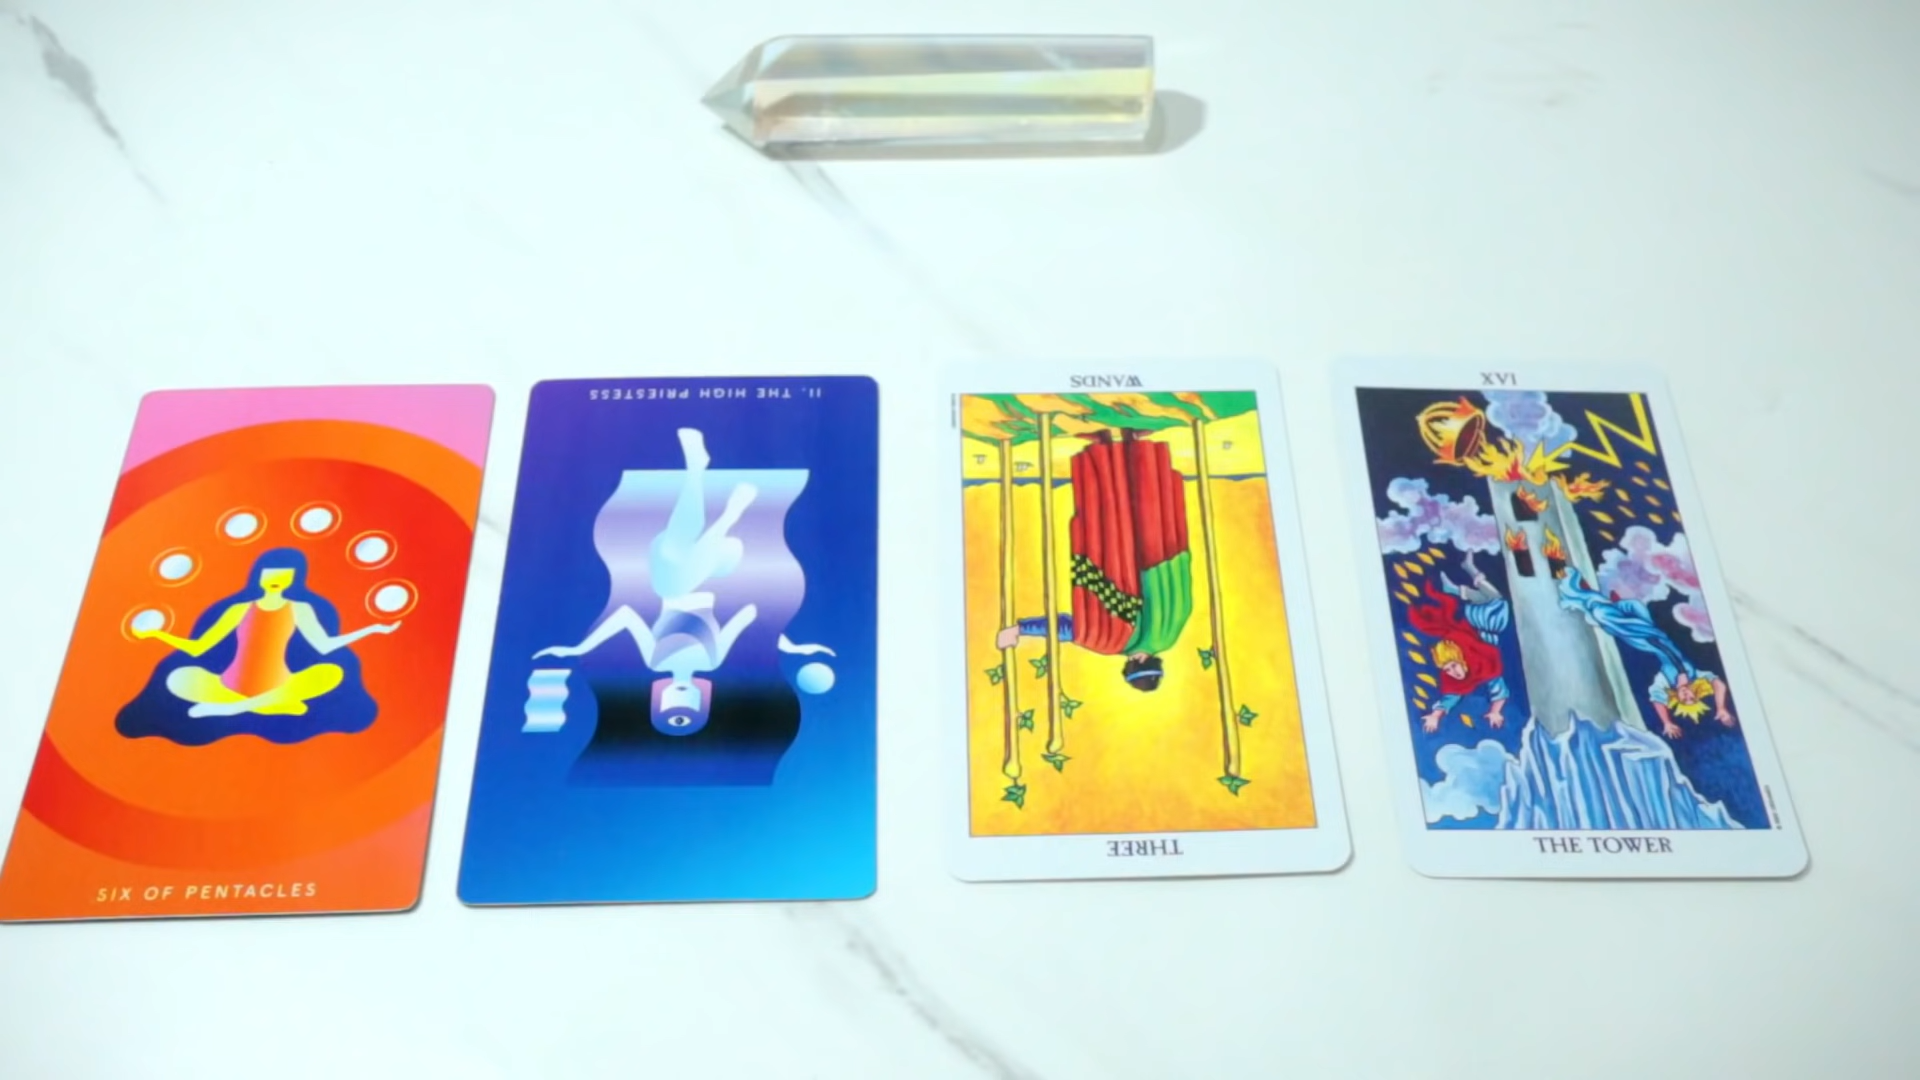 SIX OF PENTACLES
II. THE HIGH PRIESTESS
THREE
WANDS
XVI
THE TOWER